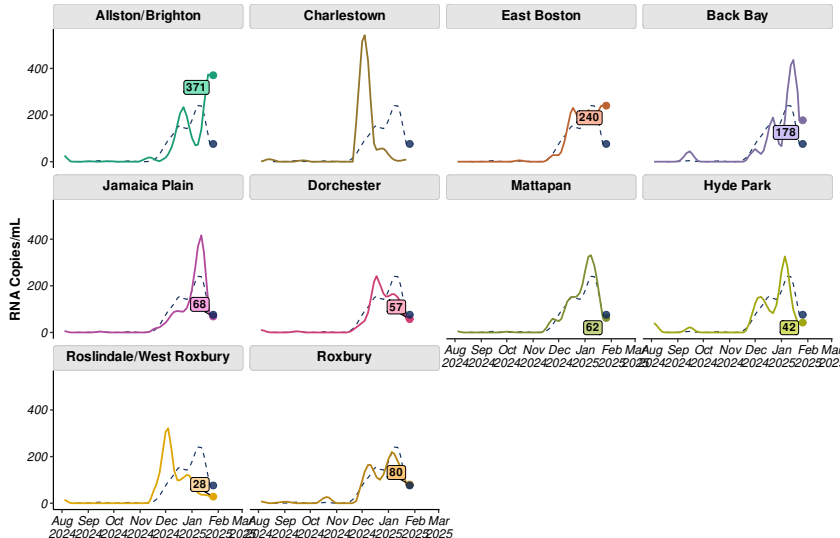 Allston/Brighton Charlestown East Boston Back Bay
400
200
0
371
240
178
Jamaica Plain Dorchester Mattapan Hyde Park
RNA Copies/mL
400
200
0
68
57
62
42
Aug 2024 Sep 2024 Oct 2024 Nov 2024 Dec 2024 Jan 2025 Feb 2025 Mar 2025
Aug 2024 Sep 2024 Oct 2024 Nov 2024 Dec 2024 Jan 2025 Feb 2025 Mar 2025
Roslindale/West Roxbury Roxbury
400
200
0
28
80
Aug 2024 Sep 2024 Oct 2024 Nov 2024 Dec 2024 Jan 2025 Feb 2025 Mar 2025
Aug 2024 Sep 2024 Oct 2024 Nov 2024 Dec 2024 Jan 2025 Feb 2025 Mar 2025